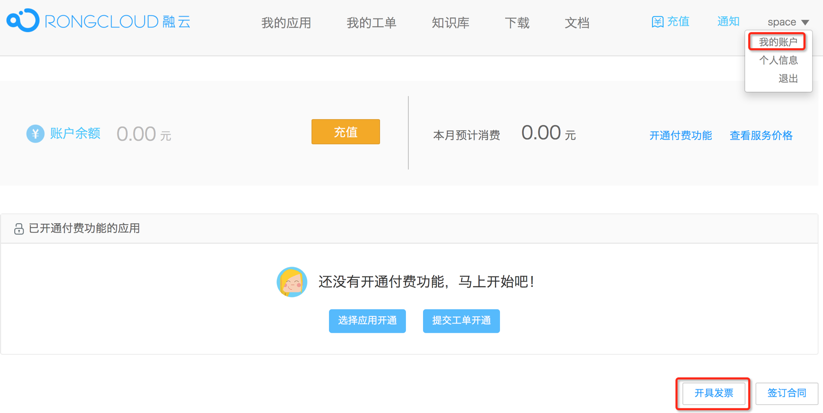 RONGCLOUD 融云 我的应用 我的工单 知识库 下载 文档 充值 通知 space
我的账户
个人信息
退出
¥ 账户余额 0.00 元 充值 本月预计消费 0.00 元 开通付费功能 查看服务价格
已开通付费功能的应用
还没有开通付费功能，马上开始吧！
选择应用开通 提交工单开通
开具发票 签订合同